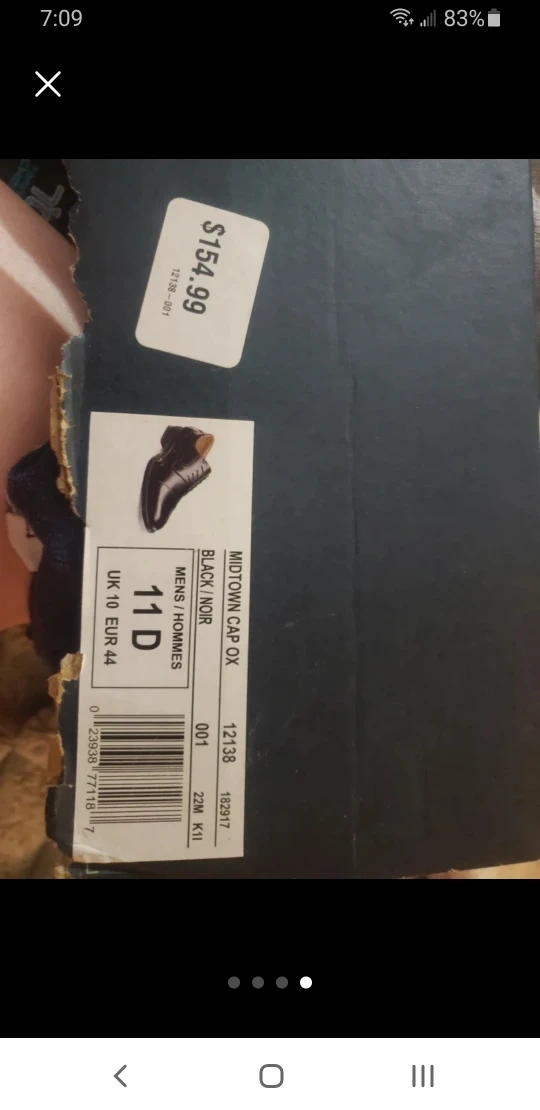 7:09
83%
$154.99
12138-001
MIDTOWN CAP OX 12138 182917
BLACK / NOIR 001 22M K1I
MENS / HOMMES
11 D
UK 10 EUR 44
0 23938 77118 7